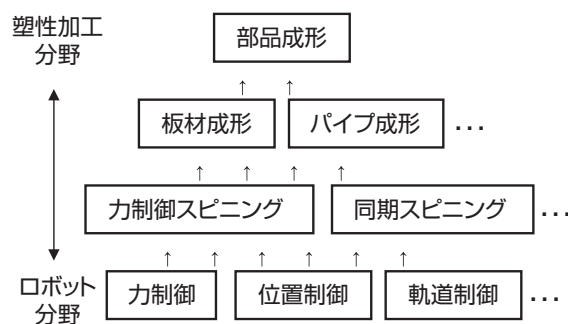 塑性加工
分野
部品成形
↑ ↑
板材成形 パイプ成形 ...
↑ ↑ ↑ ↑
力制御スピニング 同期スピニング ...
↑ ↑ ↑ ↑ ↑ ↑
ロボット
分野
力制御 位置制御 軌道制御 ...